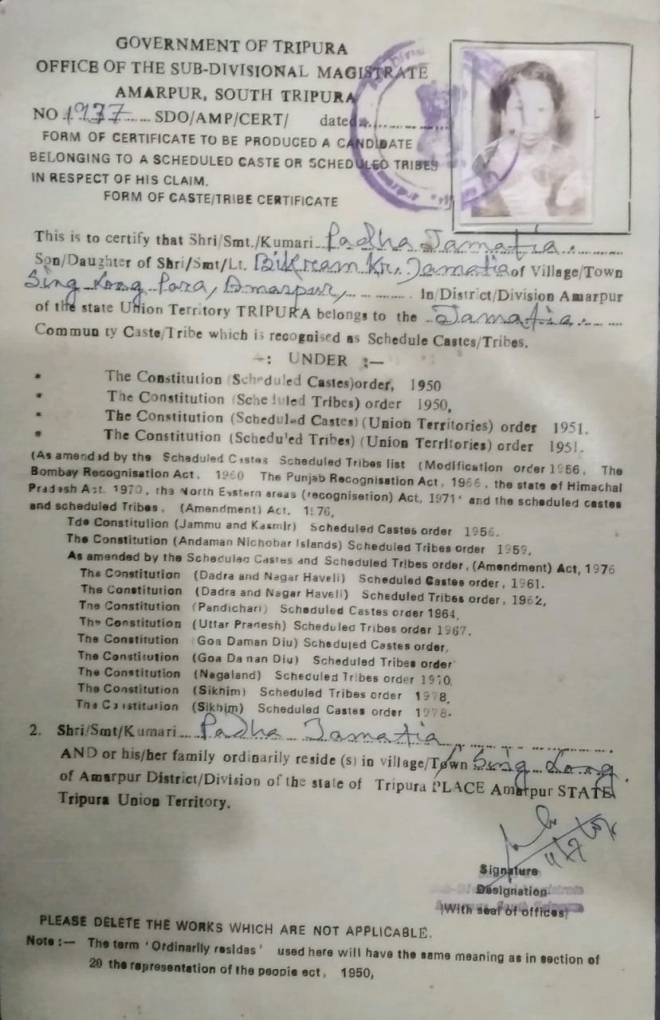 GOVERNMENT OF TRIPURA
OFFICE OF THE SUB-DIVISIONAL MAGISTRATE
AMARPUR, SOUTH TRIPURA
NO 1977 ...... SDO/AMP/CERT/ dated ..............
FORM OF CERTIFICATE TO BE PRODUCED A CANDIDATE
BELONGING TO A SCHEDULED CASTE OR SCHEDULED TRIBES
IN RESPECT OF HIS CLAIM.
FORM OF CASTE/TRIBE CERTIFICATE
This is to certify that Shri/Smt./Kumari Padha Jamatia
Son/Daughter of Shri/Smt/Lt. Bikram Kr. Jamatia of Village/Town
Sing Long Para, Amarpur, ............ In/District/Division Amarpur
of the state Union Territory TRIPURA belongs to the Jamatia
Commun ty Caste/Tribe which is recognised as Schedule Castes/Tribes.
-: UNDER :-
* The Constitution (Scheduled Castes)order, 1950
* The Constitution (Scheduled Tribes) order 1950,
* The Constitution (Scheduled Castes) (Union Territories) order 1951.
* The Constitution (Scheduled Tribes) (Union Territories) order 1951.
(As amended by the Scheduled Castes Scheduled Tribes list (Modification order 1956, The
Bombay Recognisation Act. 1960 The Punjab Recognisation Act, 1966, the state of Himachal
Pradesh Act. 1970, the North Eastern areas (recognisation) Act, 1971' and the scheduled castes
and scheduled Tribes, (Amendment) Act. 1976,
Tde Constitulion (Jammu and Kasmir) Scheduled Castes order 1956.
The Constitution (Andaman Nichobar Islands) Scheduled Tribes order 1959,
As amended by the Scheduled Castes and Scheduled Tribes order, (Amendment) Act, 1976
The Constitution (Dadra and Nagar Haveli) Scheduled Castes order, 1961.
The Constitution (Dadra and Nagar Haveli) Scheduled Tribes order, 1962,
The Constitution (Pandichari) Scheduled Castes order 1964,
The Constitution (Uttar Pradesh) Scheduled Tribes order 1967.
The Constitution (Goa Daman Diu) Scheduled Castes order,
The Constitution (Goa Daman Diu) Scheduled Tribes order
The Constitution (Nagaland) Scheduled Tribes order 1970,
The Constitution (Sikhim) Scheduled Tribes order 1978,
The Constitution (Sikhim) Scheduled Castes order 1978.
2. Shri/Smt/Kumari Padha Jamatia
AND or his/her family ordinarily reside (s) in village/Town Sing Long
of Amarpur District/Division of the state of Tripura PLACE Amarpur STATE
Tripura Union Territory.
Signature
Designation
(With seal of offices)
PLEASE DELETE THE WORKS WHICH ARE NOT APPLICABLE.
Note :— The term 'Ordinarily resides' used here will have the same meaning as in section of
20 the representation of the people act, 1950,